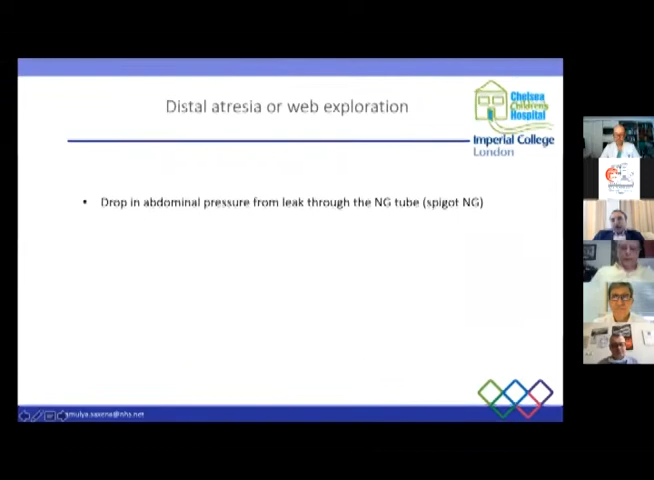 Distal atresia or web exploration
Chelsea
Children's
Hospital
Imperial College
London
• Drop in abdominal pressure from leak through the NG tube (spigot NG)
amulya.saxena@nhs.net